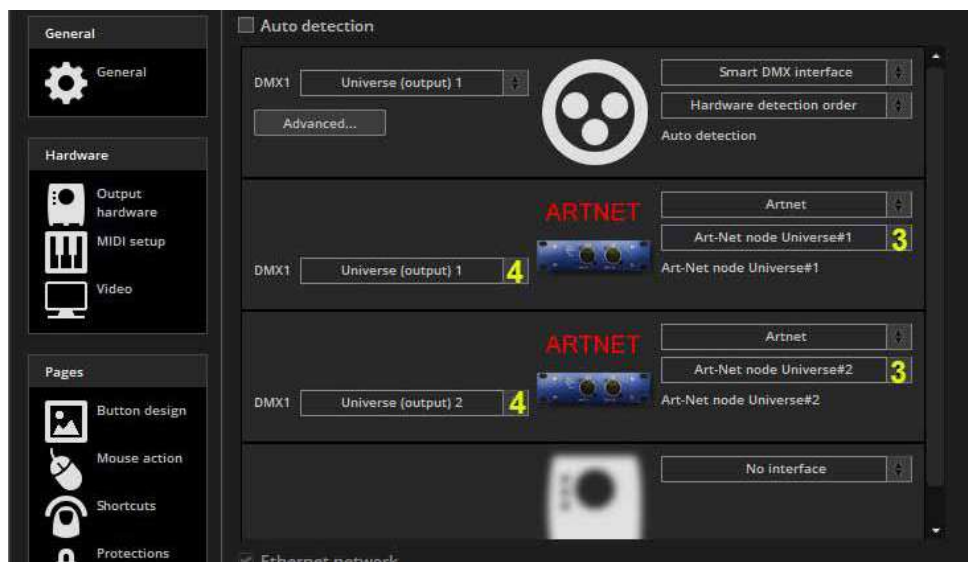 General
General
Hardware
Output
hardware
MIDI setup
Video
Pages
Button design
Mouse action
Shortcuts
Protections
Auto detection
DMX1 Universe (output) 1
Advanced...
Smart DMX interface
Hardware detection order
Auto detection
ARTNET
Artnet
Art-Net node Universe#1 3
DMX1 Universe (output) 1 4
Art-Net node Universe#1
ARTNET
Artnet
Art-Net node Universe#2 3
DMX1 Universe (output) 2 4
Art-Net node Universe#2
No interface
Ethernet network